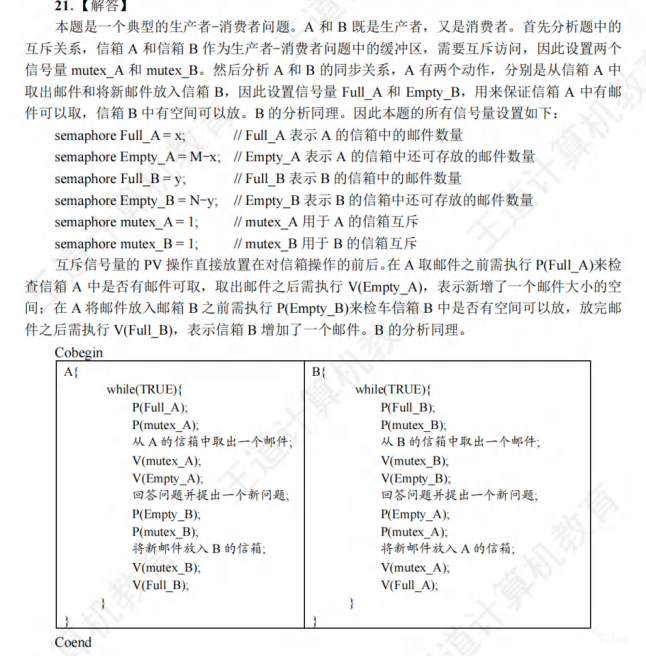 21.【解答】
本题是一个典型的生产者-消费者问题。A 和 B 既是生产者，又是消费者。首先分析题中的
互斥关系，信箱 A 和信箱 B 作为生产者-消费者问题中的缓冲区，需要互斥访问，因此设置两个
信号量 mutex_A 和 mutex_B。然后分析 A 和 B 的同步关系，A 有两个动作，分别是从信箱 A 中
取出邮件和将新邮件放入信箱 B，因此设置信号量 Full_A 和 Empty_B，用来保证信箱 A 中有邮
件可以取，信箱 B 中有空间可以放。B 的分析同理。因此本题的所有信号量设置如下：
semaphore Full_A = x; // Full_A 表示 A 的信箱中的邮件数量
semaphore Empty_A = M-x; // Empty_A 表示 A 的信箱中还可存放的邮件数量
semaphore Full_B = y; // Full_B 表示 B 的信箱中的邮件数量
semaphore Empty_B = N-y; // Empty_B 表示 B 的信箱中还可存放的邮件数量
semaphore mutex_A = 1; // mutex_A 用于 A 的信箱互斥
semaphore mutex_B = 1; // mutex_B 用于 B 的信箱互斥
互斥信号量的 PV 操作直接放置在对信箱操作的前后。在 A 取邮件之前需执行 P(Full_A)来检
查信箱 A 中是否有邮件可取，取出邮件之后需执行 V(Empty_A)，表示新增了一个邮件大小的空
间；在 A 将邮件放入邮箱 B 之前需执行 P(Empty_B)来检车信箱 B 中是否有空间可以放，放完邮
件之后需执行 V(Full_B)，表示信箱 B 增加了一个邮件。B 的分析同理。
Cobegin
A{
while(TRUE){
P(Full_A);
P(mutex_A);
从 A 的信箱中取出一个邮件;
V(mutex_A);
V(Empty_A);
回答问题并提出一个新问题;
P(Empty_B);
P(mutex_B);
将新邮件放入 B 的信箱;
V(mutex_B);
V(Full_B);
}
}
B{
while(TRUE){
P(Full_B);
P(mutex_B);
从 B 的信箱中取出一个邮件;
V(mutex_B);
V(Empty_B);
回答问题并提出一个新问题;
P(Empty_A);
P(mutex_A);
将新邮件放入 A 的信箱;
V(mutex_A);
V(Full_A);
}
}
Coend
王道计算机教育